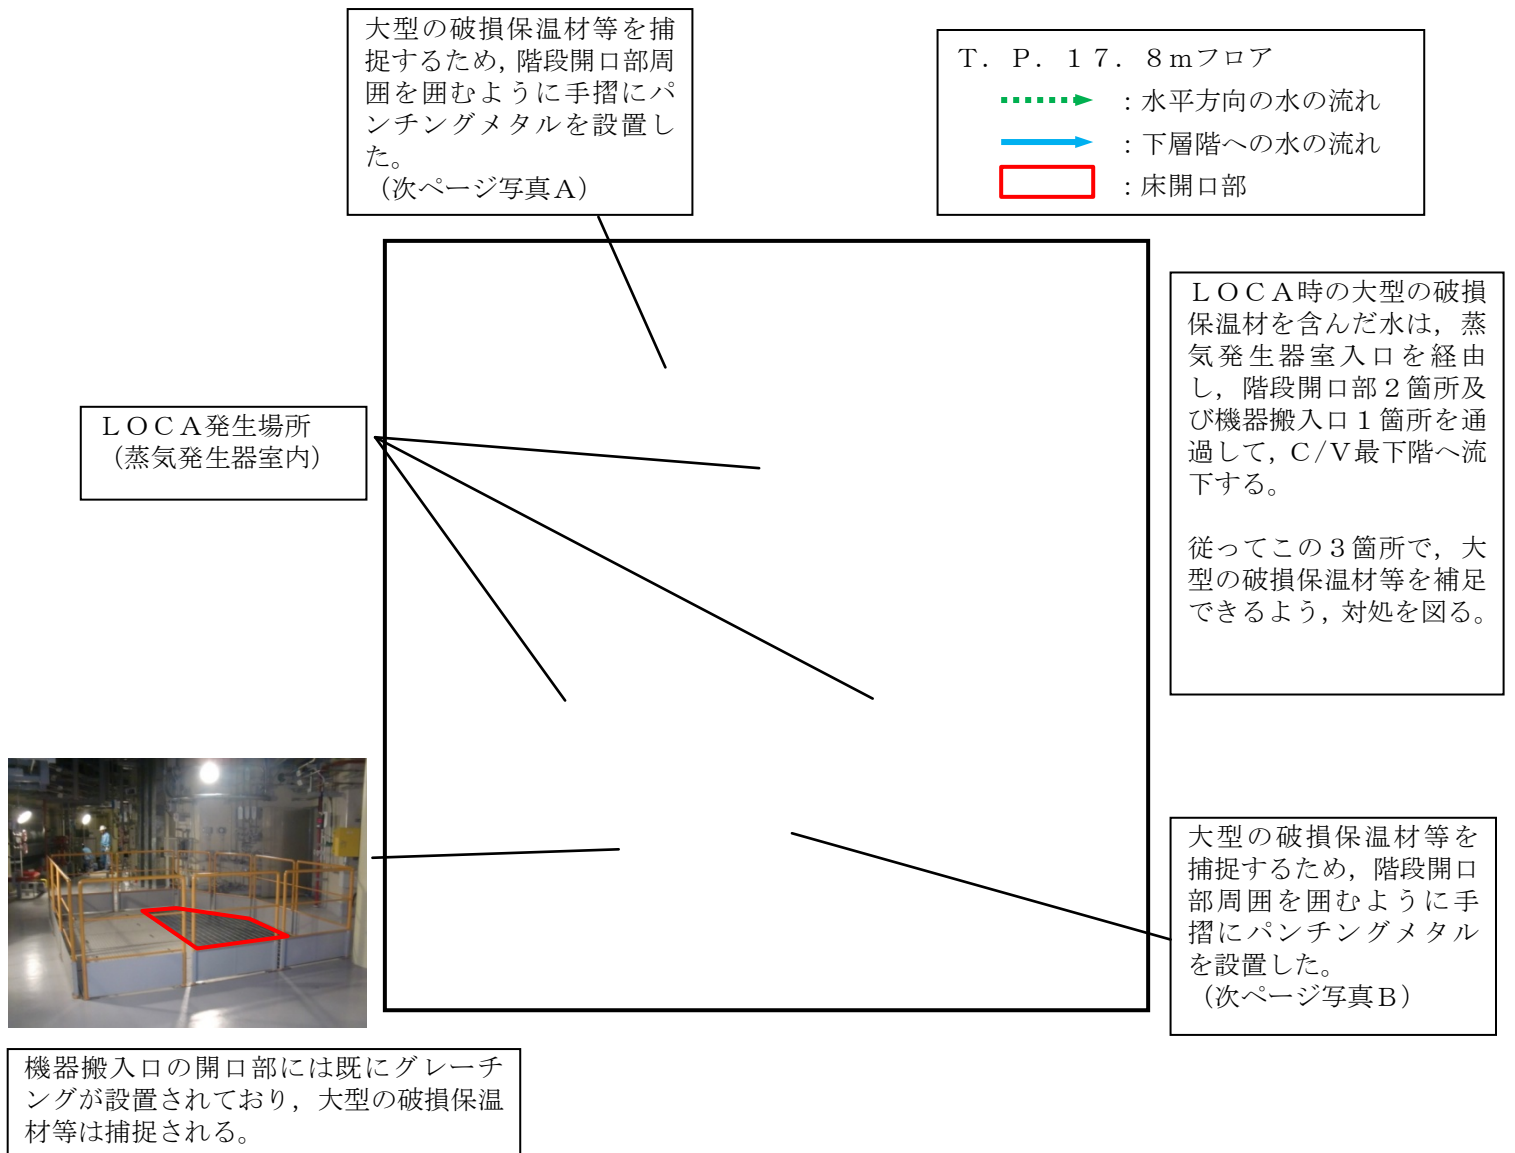 大型の破損保温材等を捕
捉するため，階段開口部周
囲を囲むように手摺にパ
ンチングメタルを設置し
た。
（次ページ写真Ａ）
Ｔ．Ｐ．１７．８ｍフロア
：水平方向の水の流れ
：下層階への水の流れ
：床開口部
ＬＯＣＡ時の大型の破損
保温材を含んだ水は，蒸
気発生器室入口を経由
し，階段開口部２箇所及
び機器搬入口１箇所を通
過して，Ｃ/Ｖ最下階へ流
下する。
従ってこの３箇所で，大
型の破損保温材等を補足
できるよう，対処を図る。
ＬＯＣＡ発生場所
（蒸気発生器室内）
大型の破損保温材等を
捕捉するため，階段開口
部周囲を囲むように手
摺にパンチングメタル
を設置した。
（次ページ写真Ｂ）
機器搬入口の開口部には既にグレーチ
ングが設置されており，大型の破損保温
材等は捕捉される。